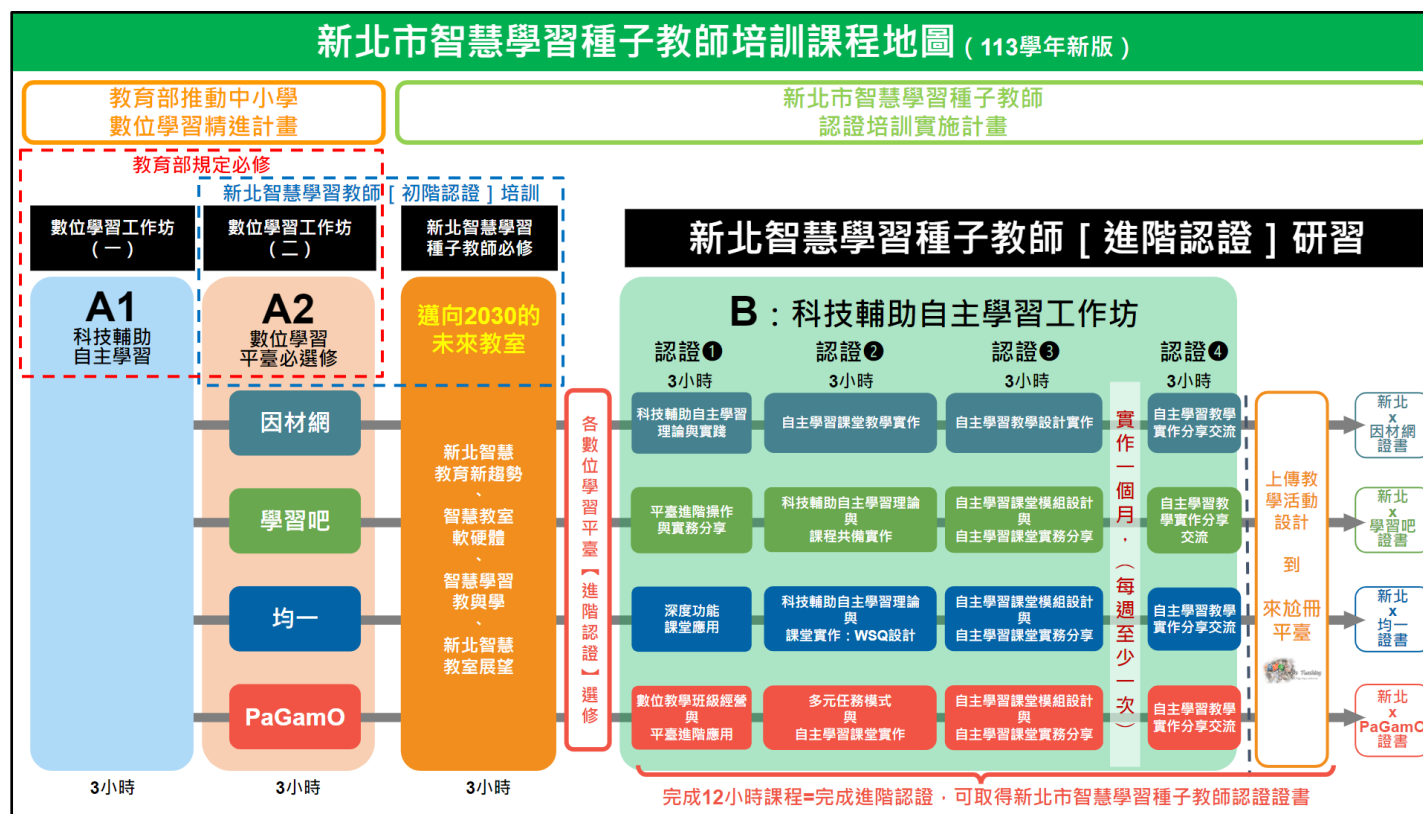 新北市智慧學習種子教師培訓課程地圖（113學年新版）
教育部推動中小學
數位學習精進計畫
新北市智慧學習種子教師
認證培訓實施計畫
教育部規定必修
新北智慧學習教師[初階認證]培訓
數位學習工作坊
(一)
數位學習工作坊
(二)
新北智慧學習
種子教師必修
新北智慧學習種子教師[進階認證]研習
A1
科技輔助
自主學習
A2
數位學習
平臺必選修
邁向2030的
未來教室
B：科技輔助自主學習工作坊
認證❶
3小時
認證❷
3小時
認證❸
3小時
認證❹
3小時
因材網
學習吧
均一
PaGamO
新北智慧
教育新趨勢
、
智慧教室
軟硬體
、
智慧學習
教與學
、
新北智慧
教室展望
各數位學習平臺【進階認證】選修
科技輔助自主學習
理論與實踐
自主學習課堂教學實作
自主學習教學設計實作
自主學習教學
實作分享交流
平臺進階操作
與實務分享
科技輔助自主學習理論
與
課程共備實作
自主學習課堂模組設計
與
自主學習課堂實務分享
自主學習教
學實作分享
交流
深度功能
課堂應用
科技輔助自主學習理論
與
課堂實作：WSQ設計
自主學習課堂模組設計
與
自主學習課堂實務分享
自主學習教學
實作分享交流
數位教學班級經營
與
平臺進階應用
多元任務模式
與
自主學習課堂實作
自主學習課堂模組設計
與
自主學習課堂實務分享
自主學習教學
實作分享交流
實作一個月，（每週至少一次）
上傳教
學活動
設計
到
來尬冊
平臺
新北
x
因材網
證書
新北
x
學習吧
證書
新北
x
均一
證書
新北
x
PaGamO
證書
3小時
3小時
3小時
完成12小時課程=完成進階認證，可取得新北市智慧學習種子教師認證證書